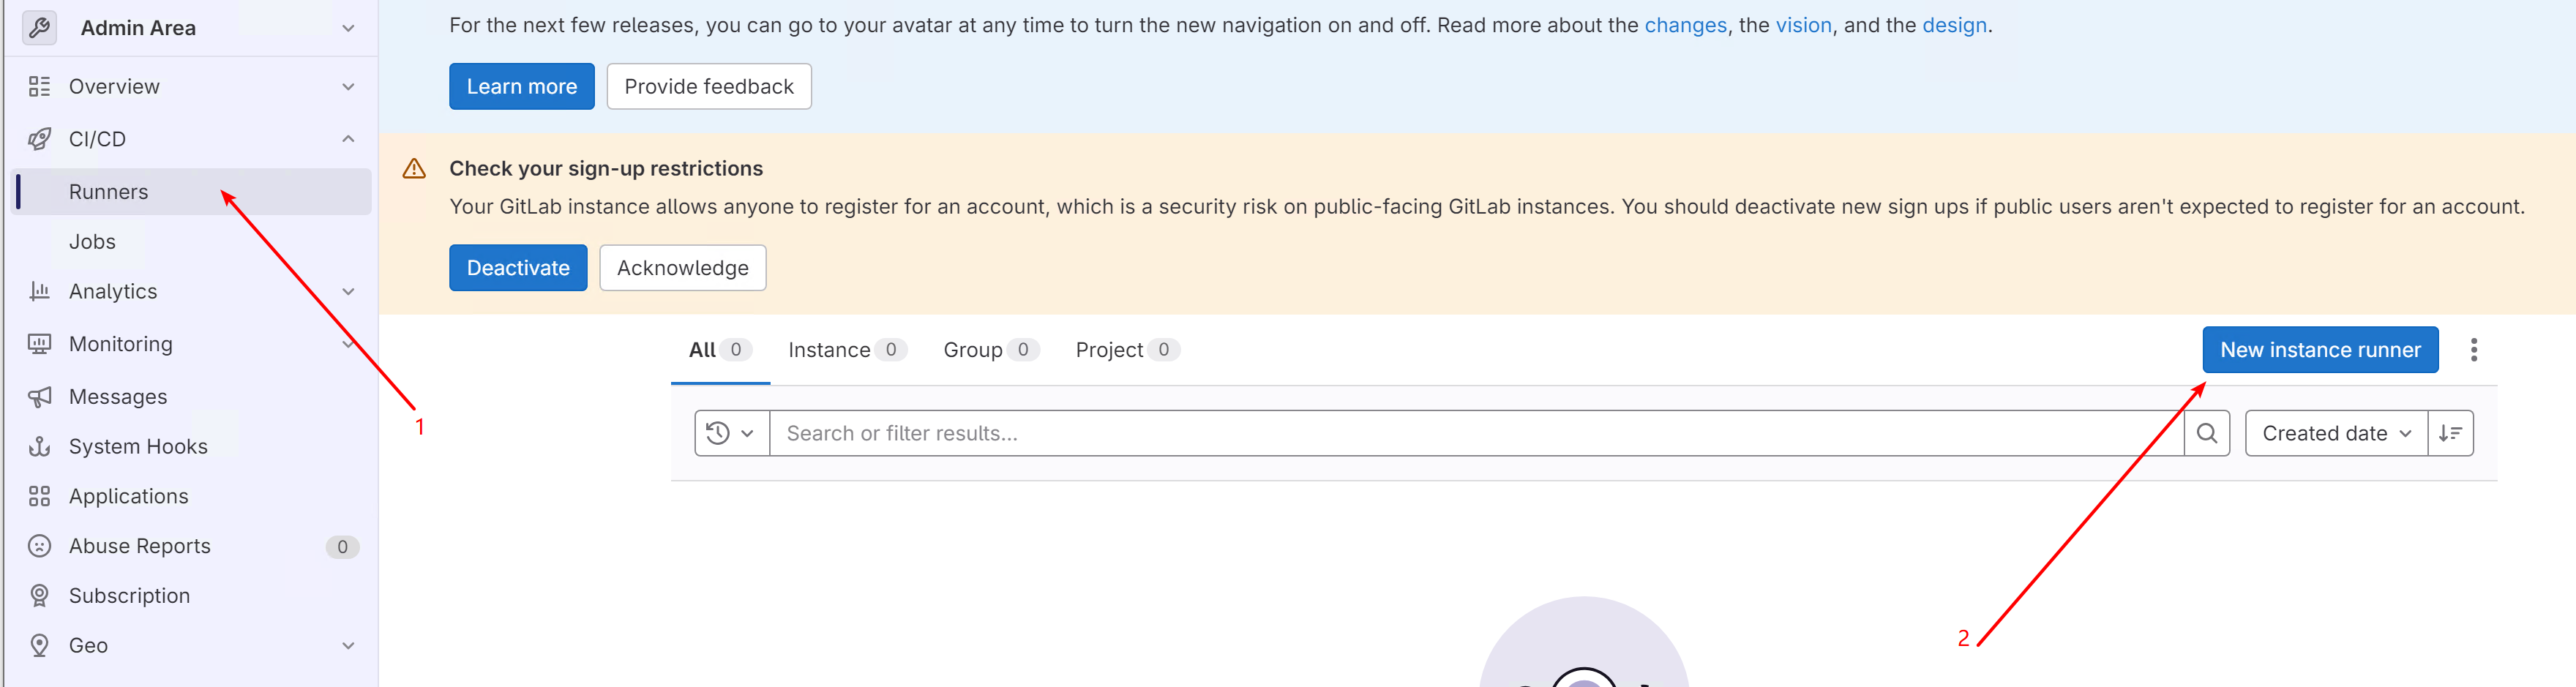 Admin Area
Overview
CI/CD
Runners
Jobs
Analytics
Monitoring
Messages
System Hooks
Applications
Abuse Reports 0
Subscription
Geo
1
For the next few releases, you can go to your avatar at any time to turn the new navigation on and off. Read more about the changes, the vision, and the design.
Learn more Provide feedback
Check your sign-up restrictions
Your GitLab instance allows anyone to register for an account, which is a security risk on public-facing GitLab instances. You should deactivate new sign ups if public users aren't expected to register for an account.
Deactivate Acknowledge
All 0 Instance 0 Group 0 Project 0 New instance runner
Search or filter results... Created date
2